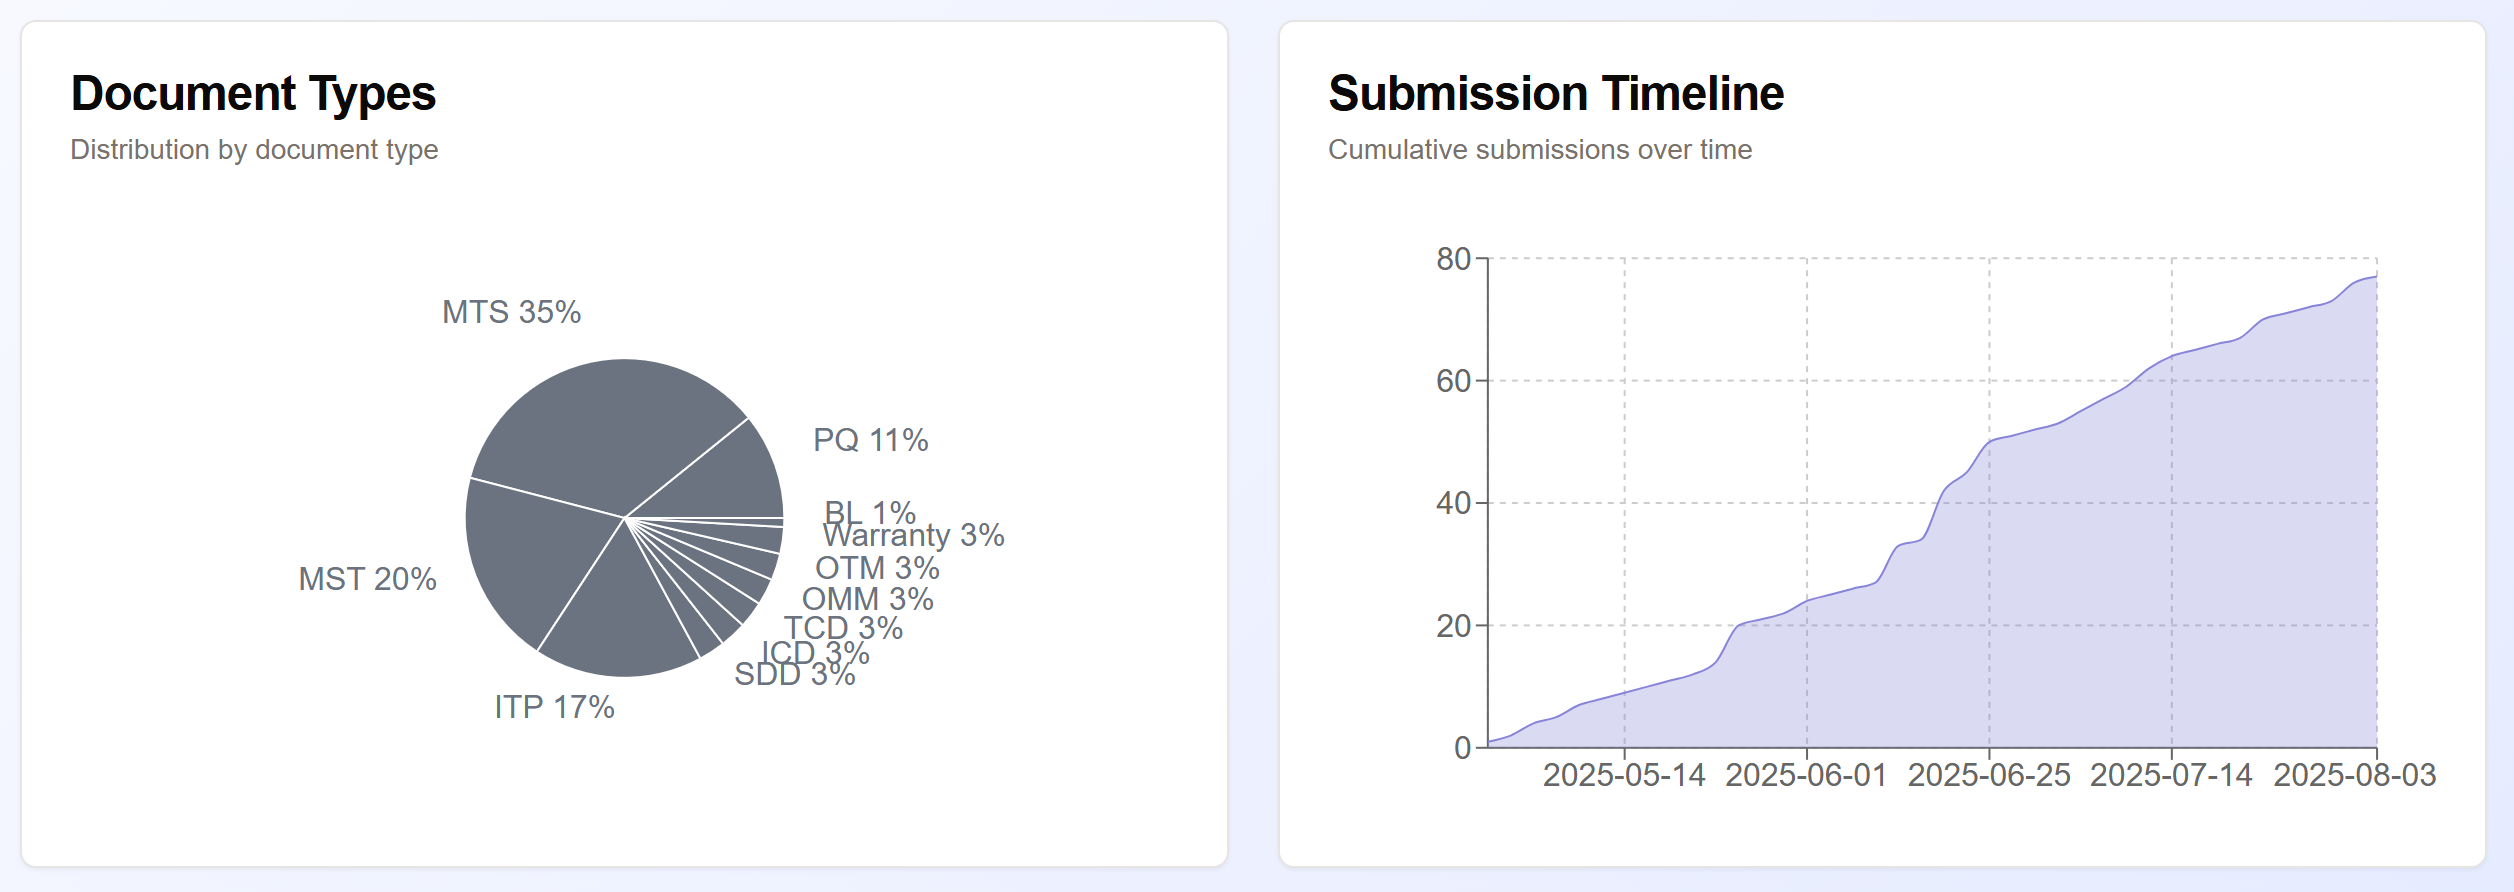 Document Types
Distribution by document type
MTS 35%
PQ 11%
BL 1%
Warranty 3%
OTM 3%
MST 20%
OMM 3%
TCD 3%
ICD 3%
SDD 3%
ITP 17%
Submission Timeline
Cumulative submissions over time
80
60
40
20
0
2025-05-14 2025-06-01 2025-06-25 2025-07-14 2025-08-03